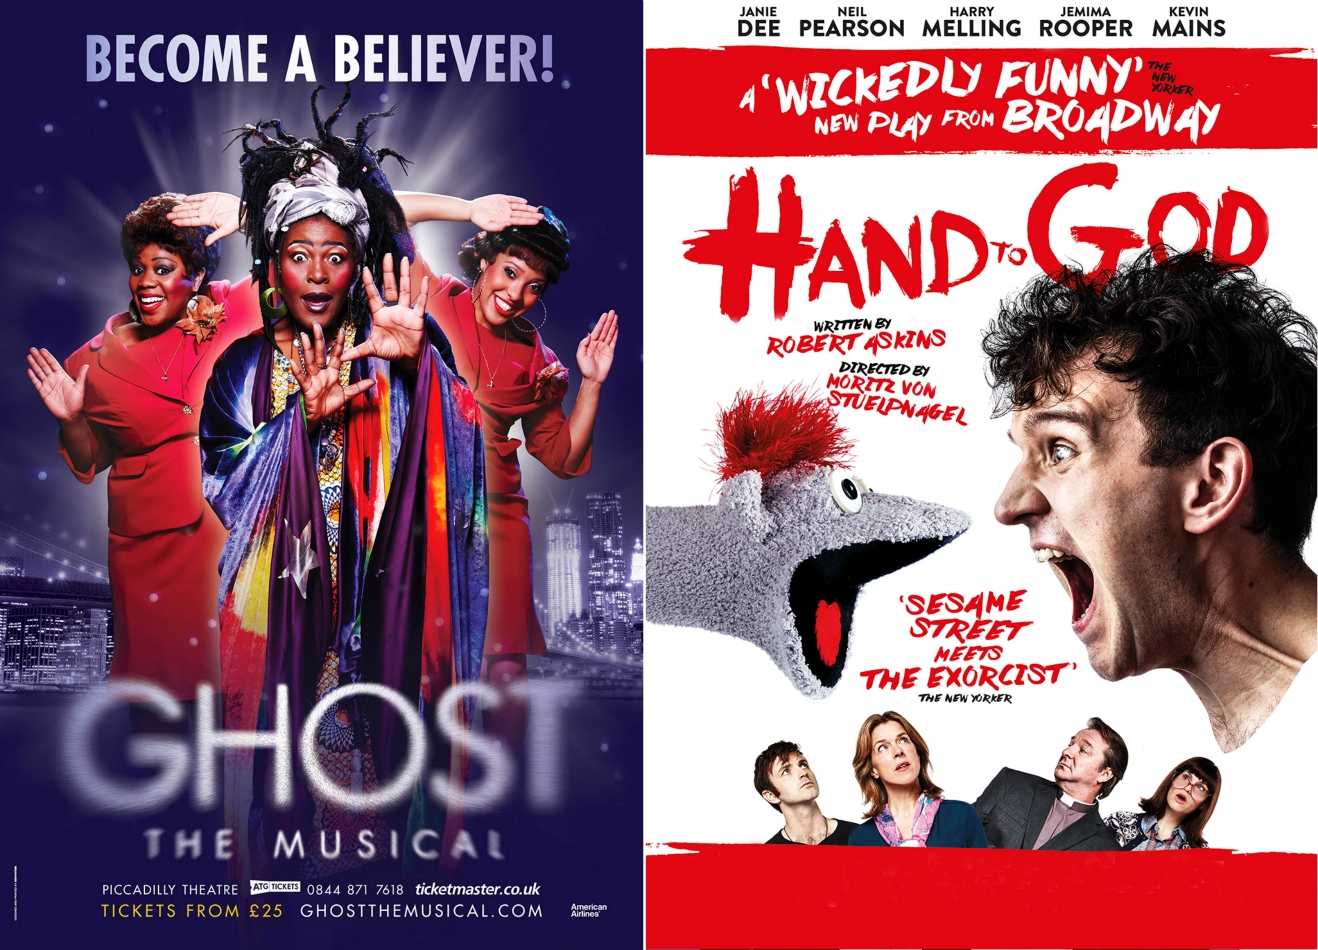 BECOME A BELIEVER!
GHOST
THE MUSICAL
PICCADILLY THEATRE ATG TICKETS 0844 871 7618 ticketmaster.co.uk
TICKETS FROM £25 GHOSTTHEMUSICAL.COM American Airlines
JANIE DEE NEIL PEARSON HARRY MELLING JEMIMA ROOPER KEVIN MAINS
A 'WICKEDLY FUNNY' THE NEW YORKER
NEW PLAY FROM BROADWAY
HAND TO GOD
WRITTEN BY
ROBERT ASKINS
DIRECTED BY
MORITZ VON
STUELPNAGEL
'SESAME
STREET
MEETS
THE EXORCIST'
THE NEW YORKER